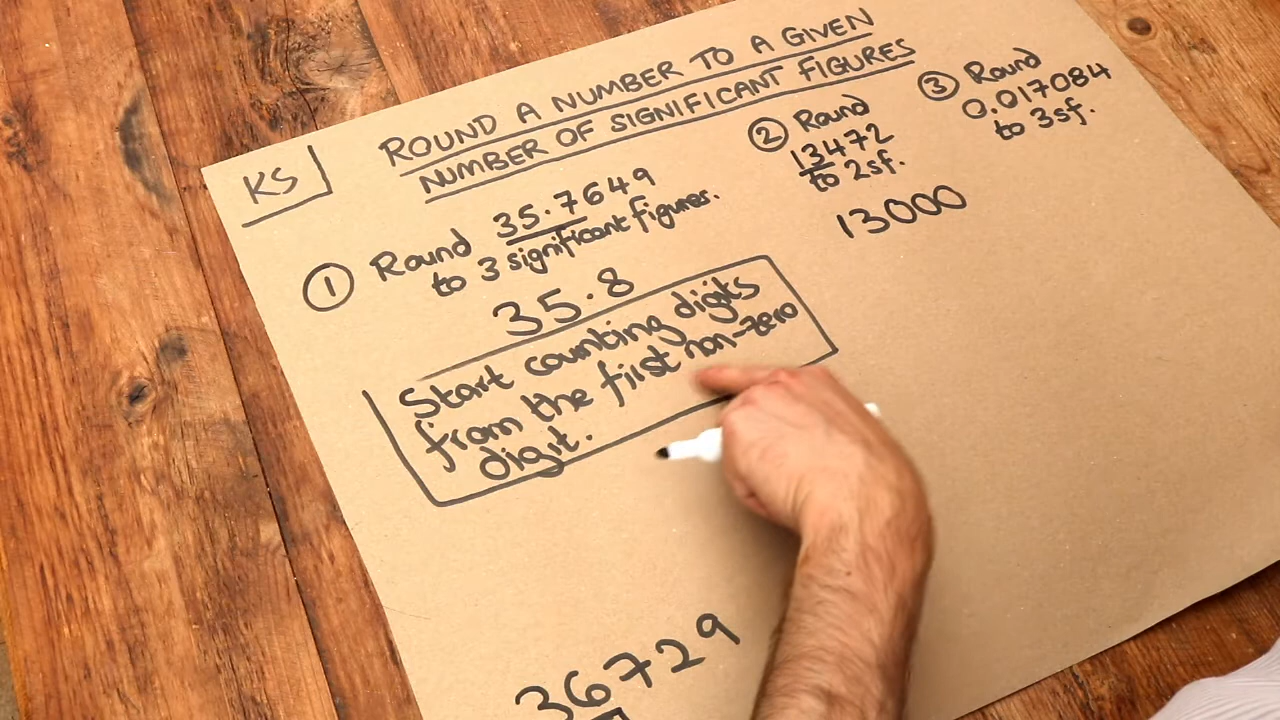 KS
ROUND A NUMBER TO A GIVEN
NUMBER OF SIGNIFICANT FIGURES
① Round 35.7649
to 3 significant figures.
35.8
Start counting digits
from the first non-zero
digit.
② Round
13472
to 2sf.
13000
③ Round
0.017084
to 3sf.
36729